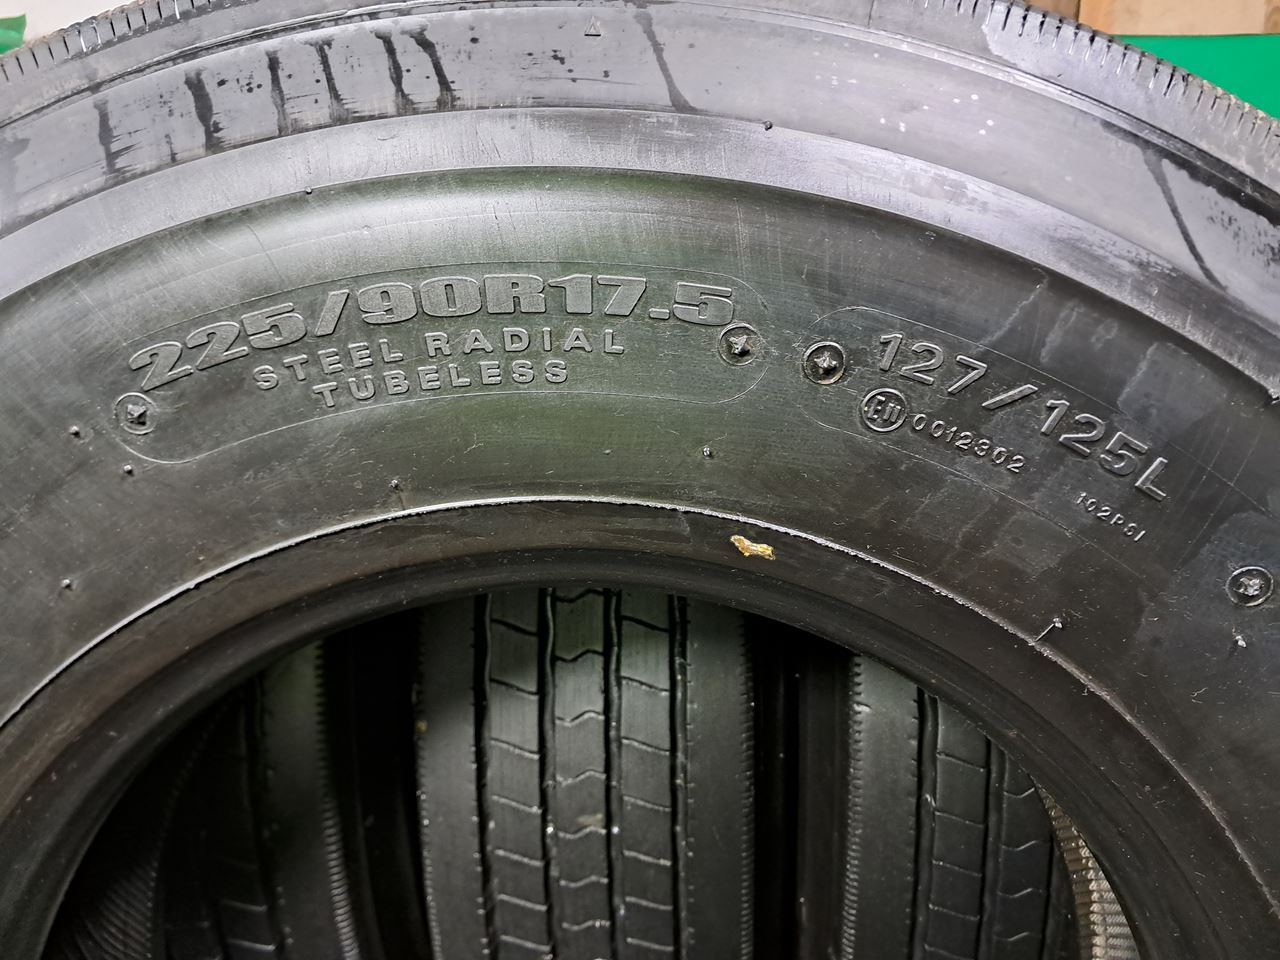 225/90R17.5
STEEL RADIAL
TUBELESS
127/125L
E11 0012302
102PSI